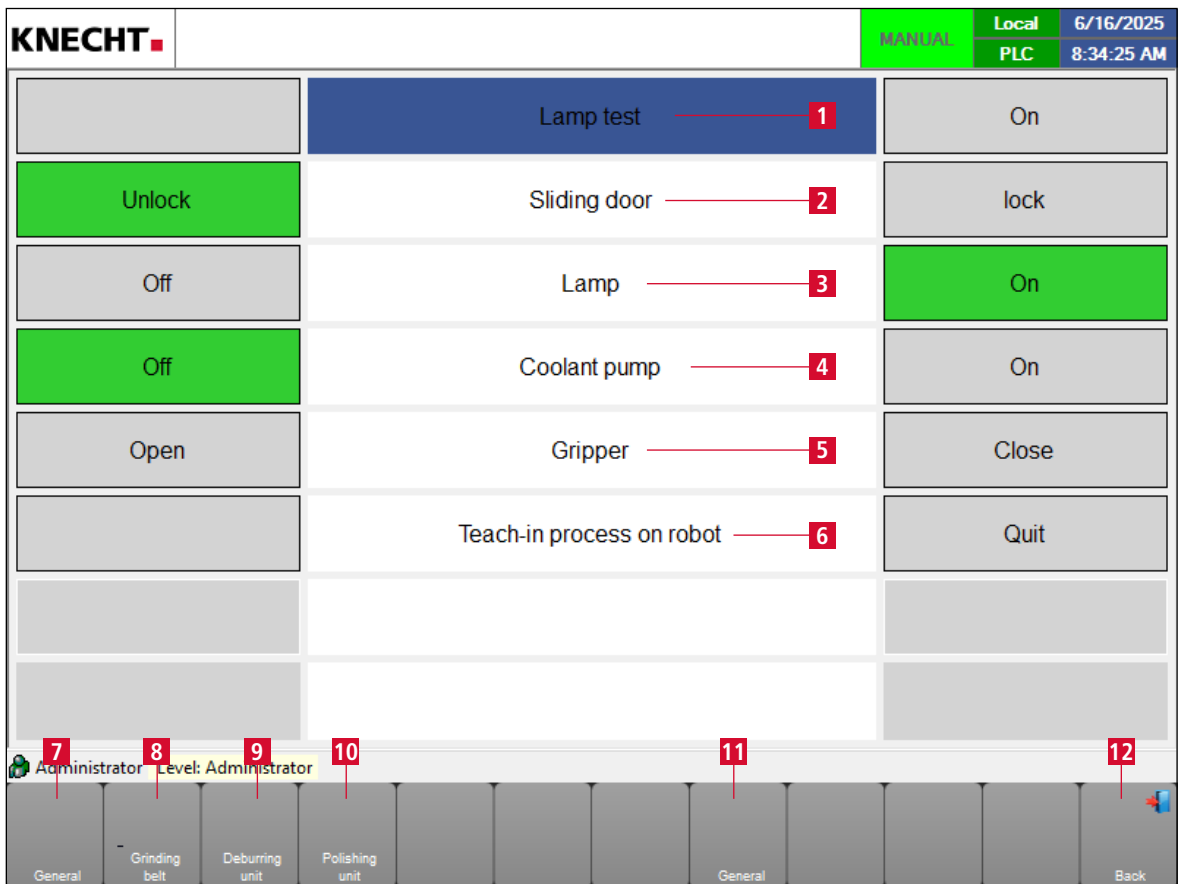 KNECHT
MANUAL
Local
6/16/2025
PLC
8:34:25 AM
Lamp test
1
On
Unlock
Sliding door
2
lock
Off
Lamp
3
On
Off
Coolant pump
4
On
Open
Gripper
5
Close
Teach-in process on robot
6
Quit
7
8
9
10
11
12
Administrator Level: Administrator
General
Grinding
belt
Deburring
unit
Polishing
unit
General
Back